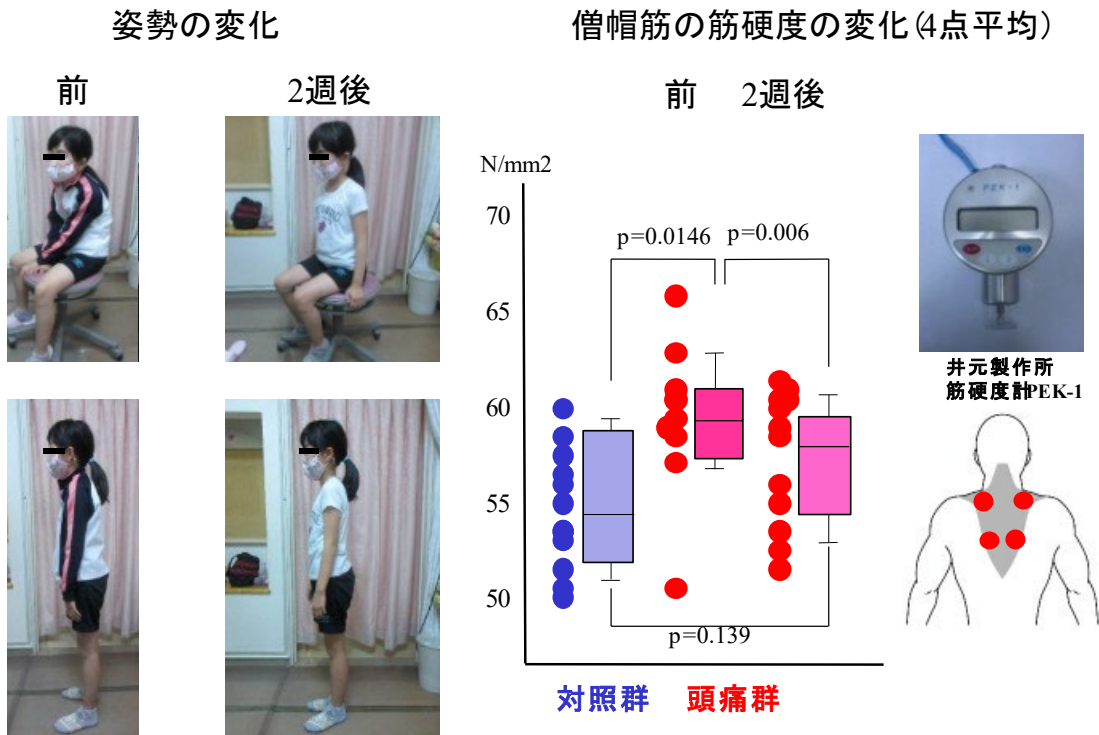 姿勢の変化
前
2週後
僧帽筋の筋硬度の変化(4点平均)
前
2週後
N/mm2
70
65
60
55
50
p=0.0146
p=0.006
p=0.139
対照群
頭痛群
PEK-1
井元製作所
筋硬度計PEK-1